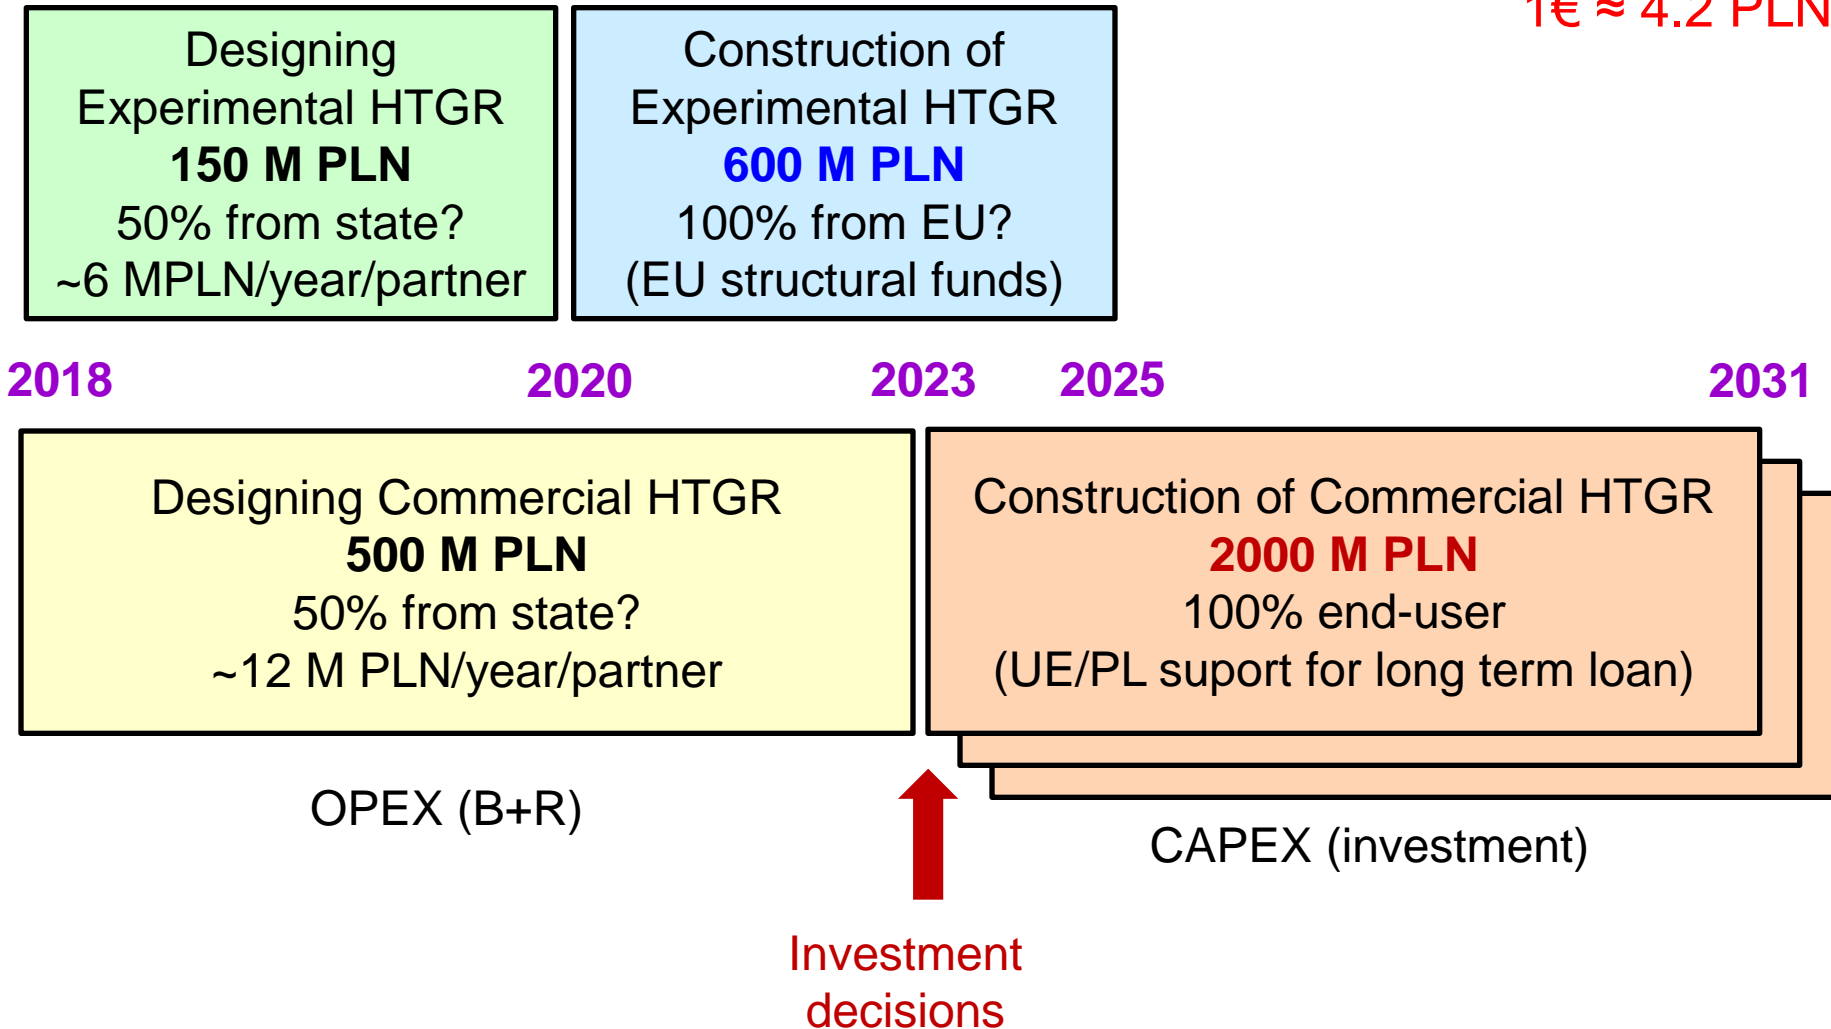 1€ ≈ 4.2 PLN
Designing
Experimental HTGR
150 M PLN
50% from state?
~6 MPLN/year/partner
Construction of
Experimental HTGR
600 M PLN
100% from EU?
(EU structural funds)
2018
2020
2023
2025
2031
Designing Commercial HTGR
500 M PLN
50% from state?
~12 M PLN/year/partner
Construction of Commercial HTGR
2000 M PLN
100% end-user
(UE/PL suport for long term loan)
OPEX (B+R)
CAPEX (investment)
Investment
decisions